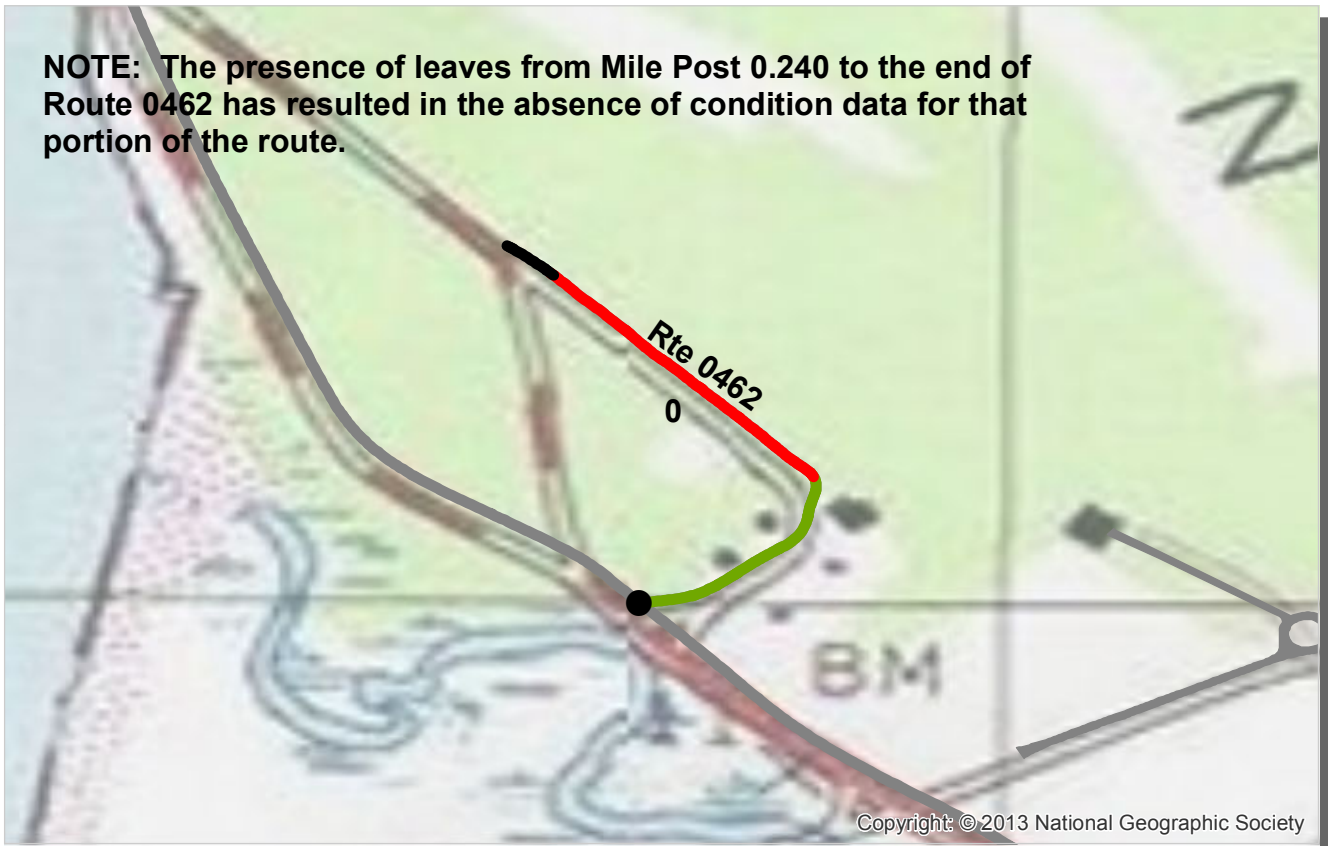 NOTE:  The presence of leaves from Mile Post 0.240 to the end of
Route 0462 has resulted in the absence of condition data for that
portion of the route.
Z
Rte 0462
0
BM
Copyright: © 2013 National Geographic Society